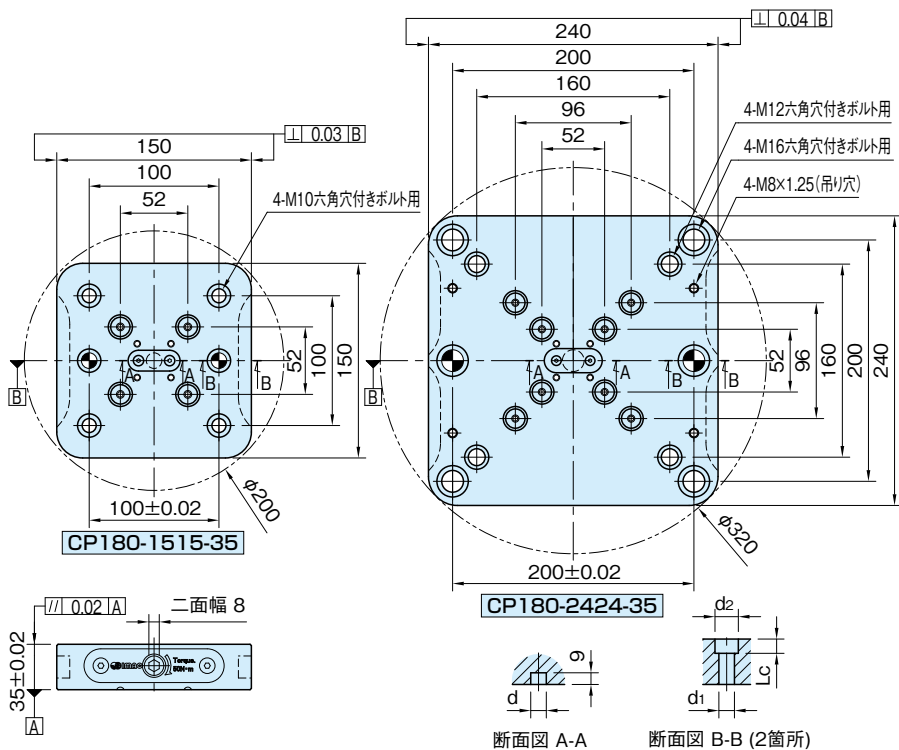 ⊥ 0.03 B
150
100
52
4-M10六角穴付きボルト用
52
100
150
A
B
B
B
φ200
100±0.02
CP180-1515-35
⊥ 0.04 B
240
200
160
96
52
4-M12六角穴付きボルト用
4-M16六角穴付きボルト用
4-M8×1.25(吊り穴)
A
A
B
B
B
52
96
160
200
240
φ320
200±0.02
CP180-2424-35
// 0.02 A
二面幅 8
35±0.02
imao
Torque.
50N・m
A
9
d
断面図 A-A
d2
Lc
d1
断面図 B-B (2箇所)